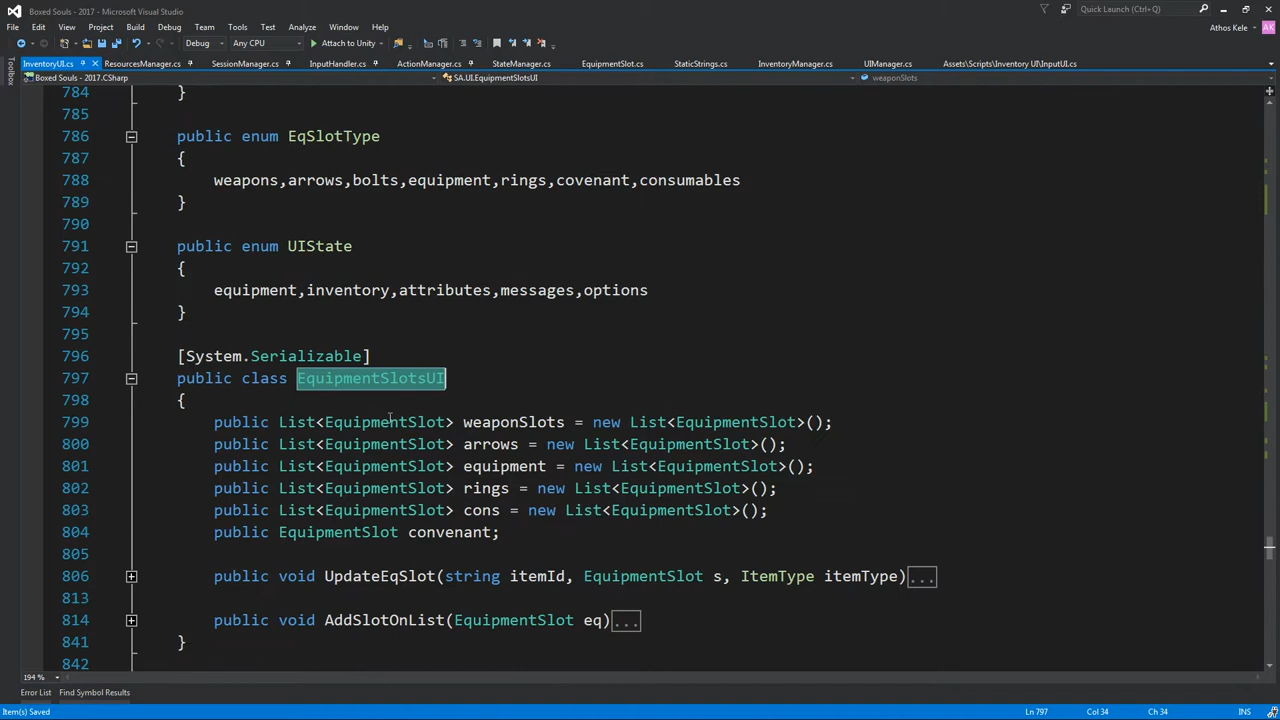 Boxed Souls - 2017 - Microsoft Visual Studio
Quick Launch (Ctrl+Q)
File Edit View Project Build Debug Team Tools Test Analyze Window Help
Athos Kele
AK
Debug Any CPU Attach to Unity
InventoryUI.cs ResourcesManager.cs SessionManager.cs InputHandler.cs ActionManager.cs StateManager.cs EquipmentSlot.cs StaticStrings.cs InventoryManager.cs UIManager.cs Assets\Scripts\Inventory UI\InputUI.cs
Toolbox
Boxed Souls - 2017.CSharp SA.UI.EquipmentSlotsUI weaponSlots
784 }
785
786 public enum EqSlotType
787 {
788 weapons,arrows,bolts,equipment,rings,covenant,consumables
789 }
790
791 public enum UIState
792 {
793 equipment,inventory,attributes,messages,options
794 }
795
796 [System.Serializable]
797 public class EquipmentSlotsUI
798 {
799 public List<EquipmentSlot> weaponSlots = new List<EquipmentSlot>();
800 public List<EquipmentSlot> arrows = new List<EquipmentSlot>();
801 public List<EquipmentSlot> equipment = new List<EquipmentSlot>();
802 public List<EquipmentSlot> rings = new List<EquipmentSlot>();
803 public List<EquipmentSlot> cons = new List<EquipmentSlot>();
804 public EquipmentSlot convenant;
805
806 public void UpdateEqSlot(string itemId, EquipmentSlot s, ItemType itemType)...
813
814 public void AddSlotOnList(EquipmentSlot eq)...
841 }
842
194 %
Error List Find Symbol Results
Item(s) Saved Ln 797 Col 34 Ch 34 INS